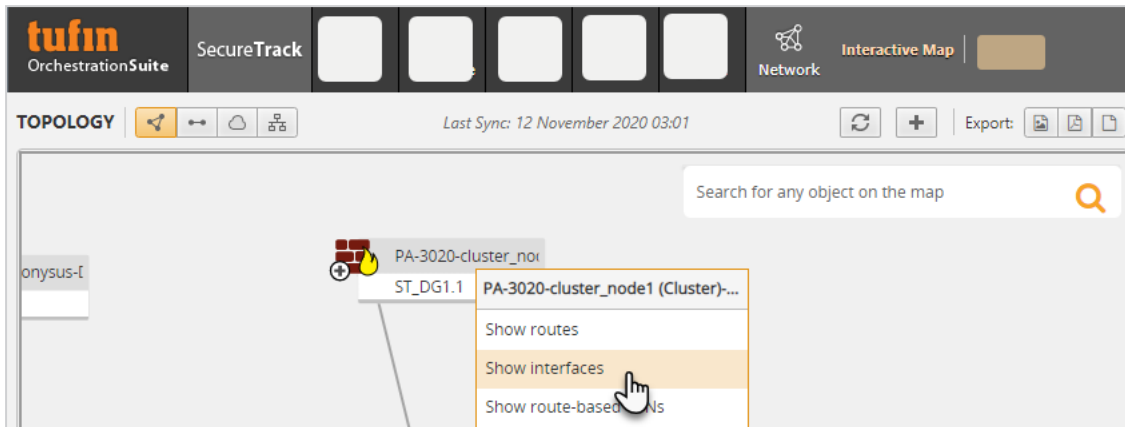 tufin
OrchestrationSuite
SecureTrack
Network
Interactive Map
TOPOLOGY
Last Sync: 12 November 2020 03:01
Export:
Search for any object on the map
PA-3020-cluster_no
onysus-
ST_DG1.1
PA-3020-cluster_node1 (Cluster)-...
Show routes
Show interfaces
Show route-based Ns